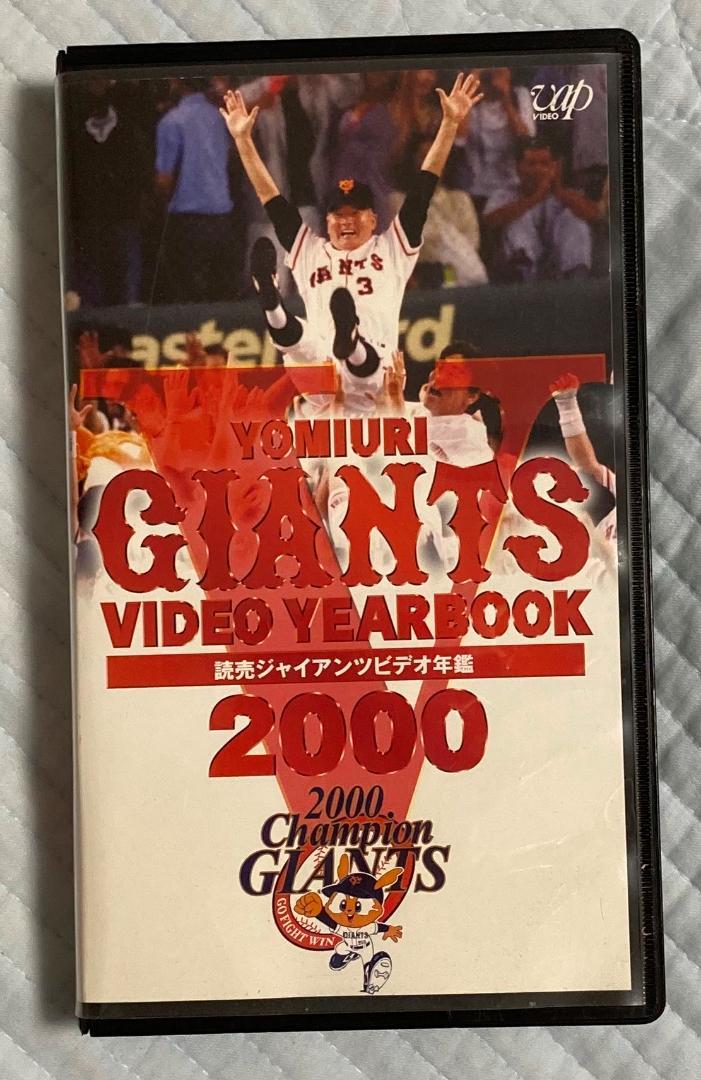 vap
VIDEO
GIANTS
3
astercard
YOMIURI
GIANTS
VIDEO YEARBOOK
読売ジャイアンツビデオ年鑑
2000
2000
Champion
GIANTS
GO FIGHT WIN
GIANTS